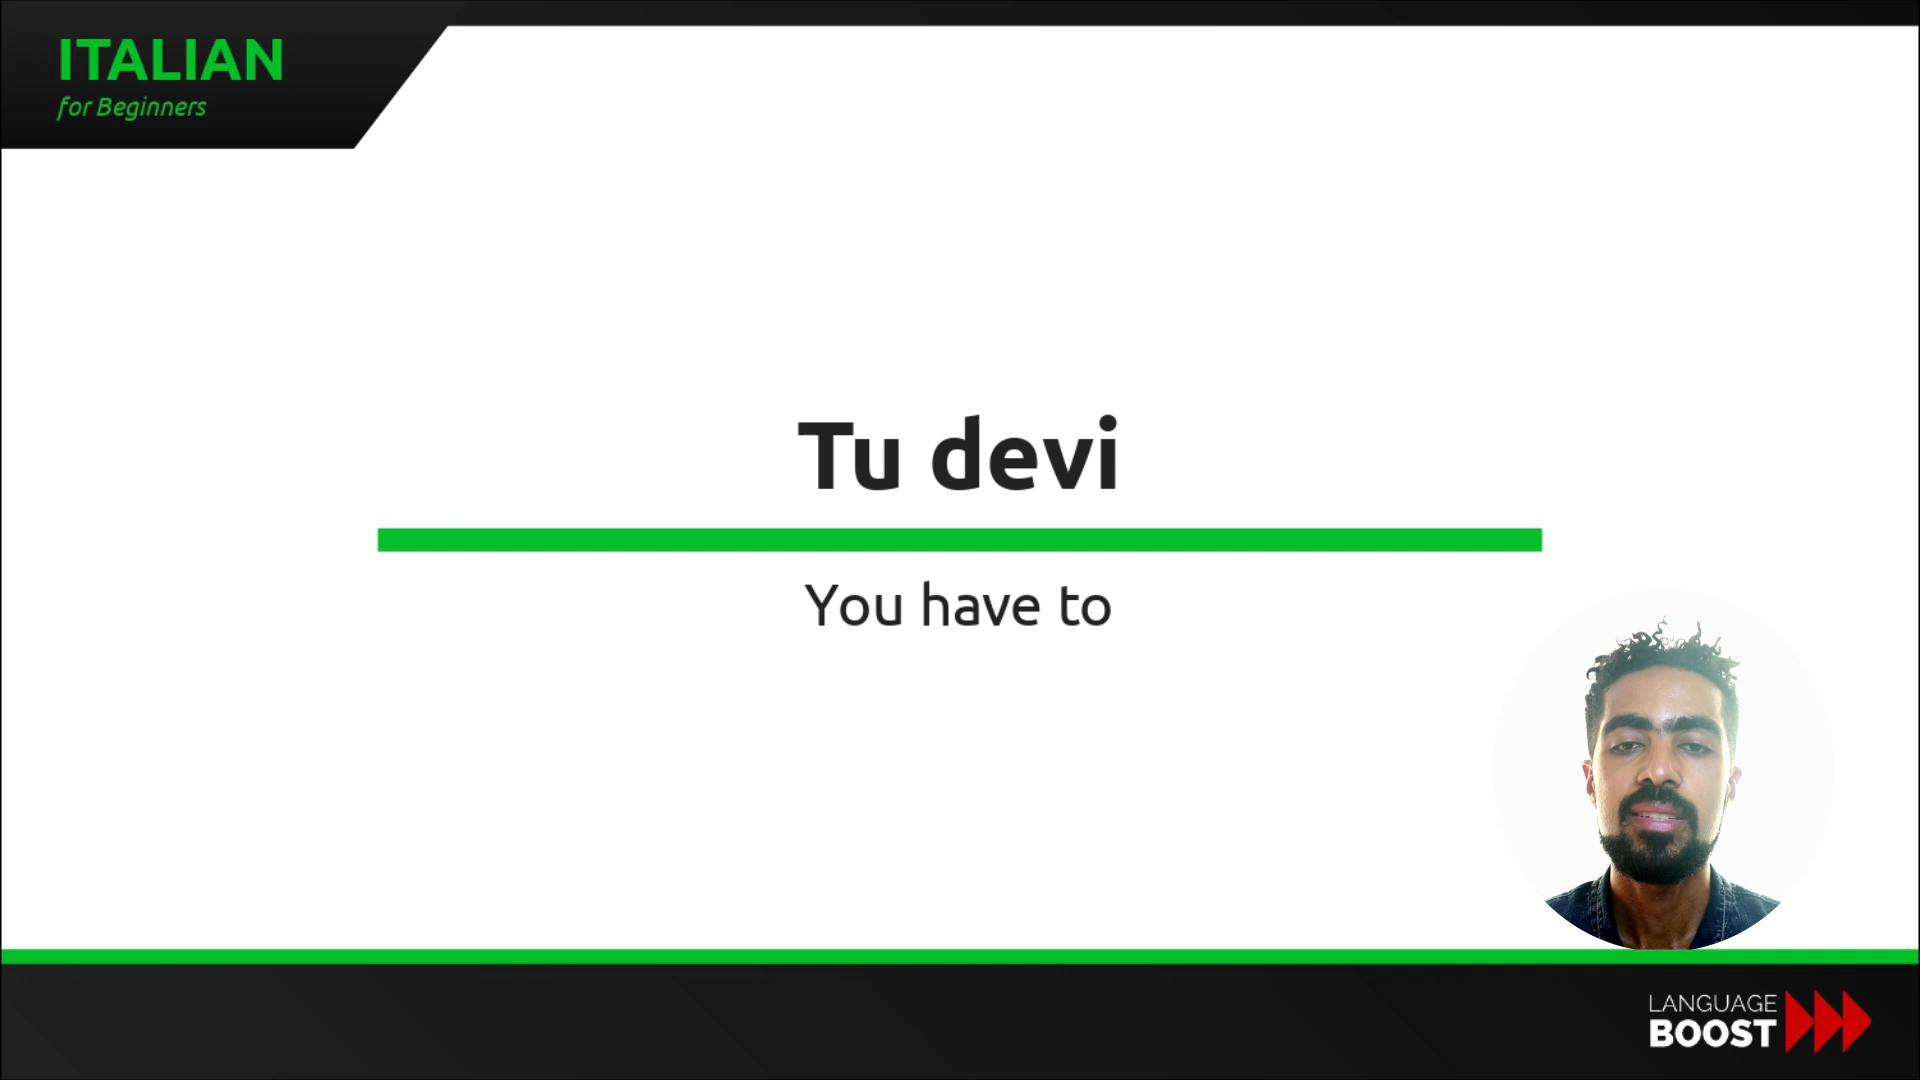 ITALIAN
for Beginners
Tu devi
You have to
LANGUAGE
BOOST